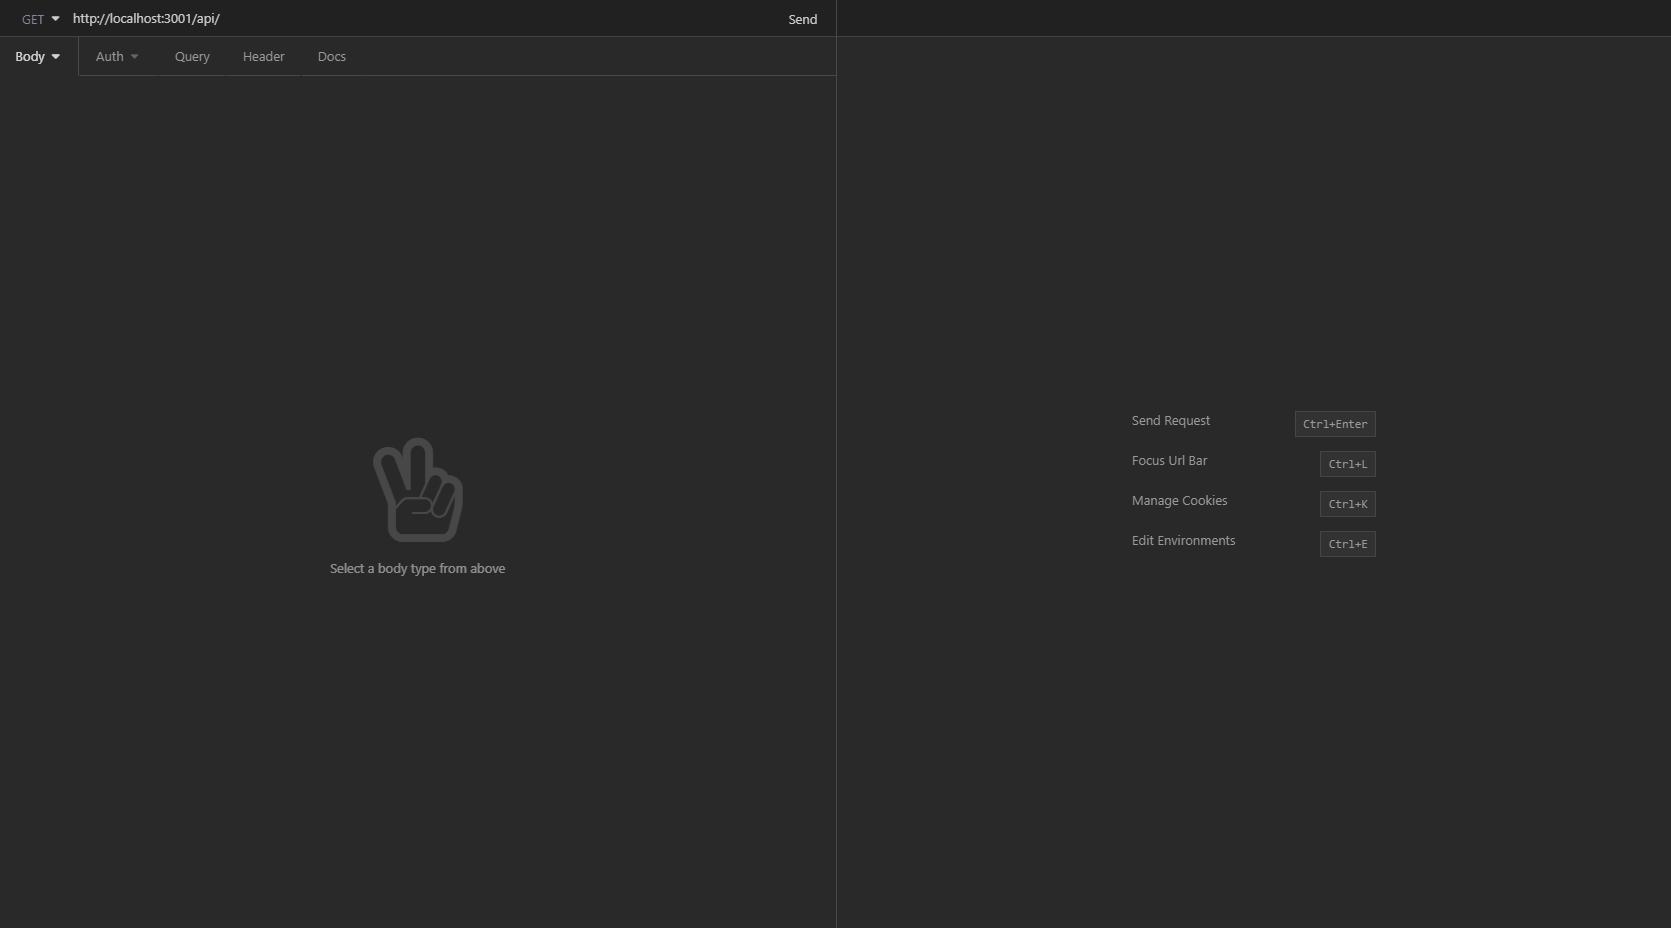 GET http://localhost:3001/api/ Send
Body Auth Query Header Docs
Select a body type from above
Send Request Ctrl+Enter
Focus Url Bar Ctrl+L
Manage Cookies Ctrl+K
Edit Environments Ctrl+E